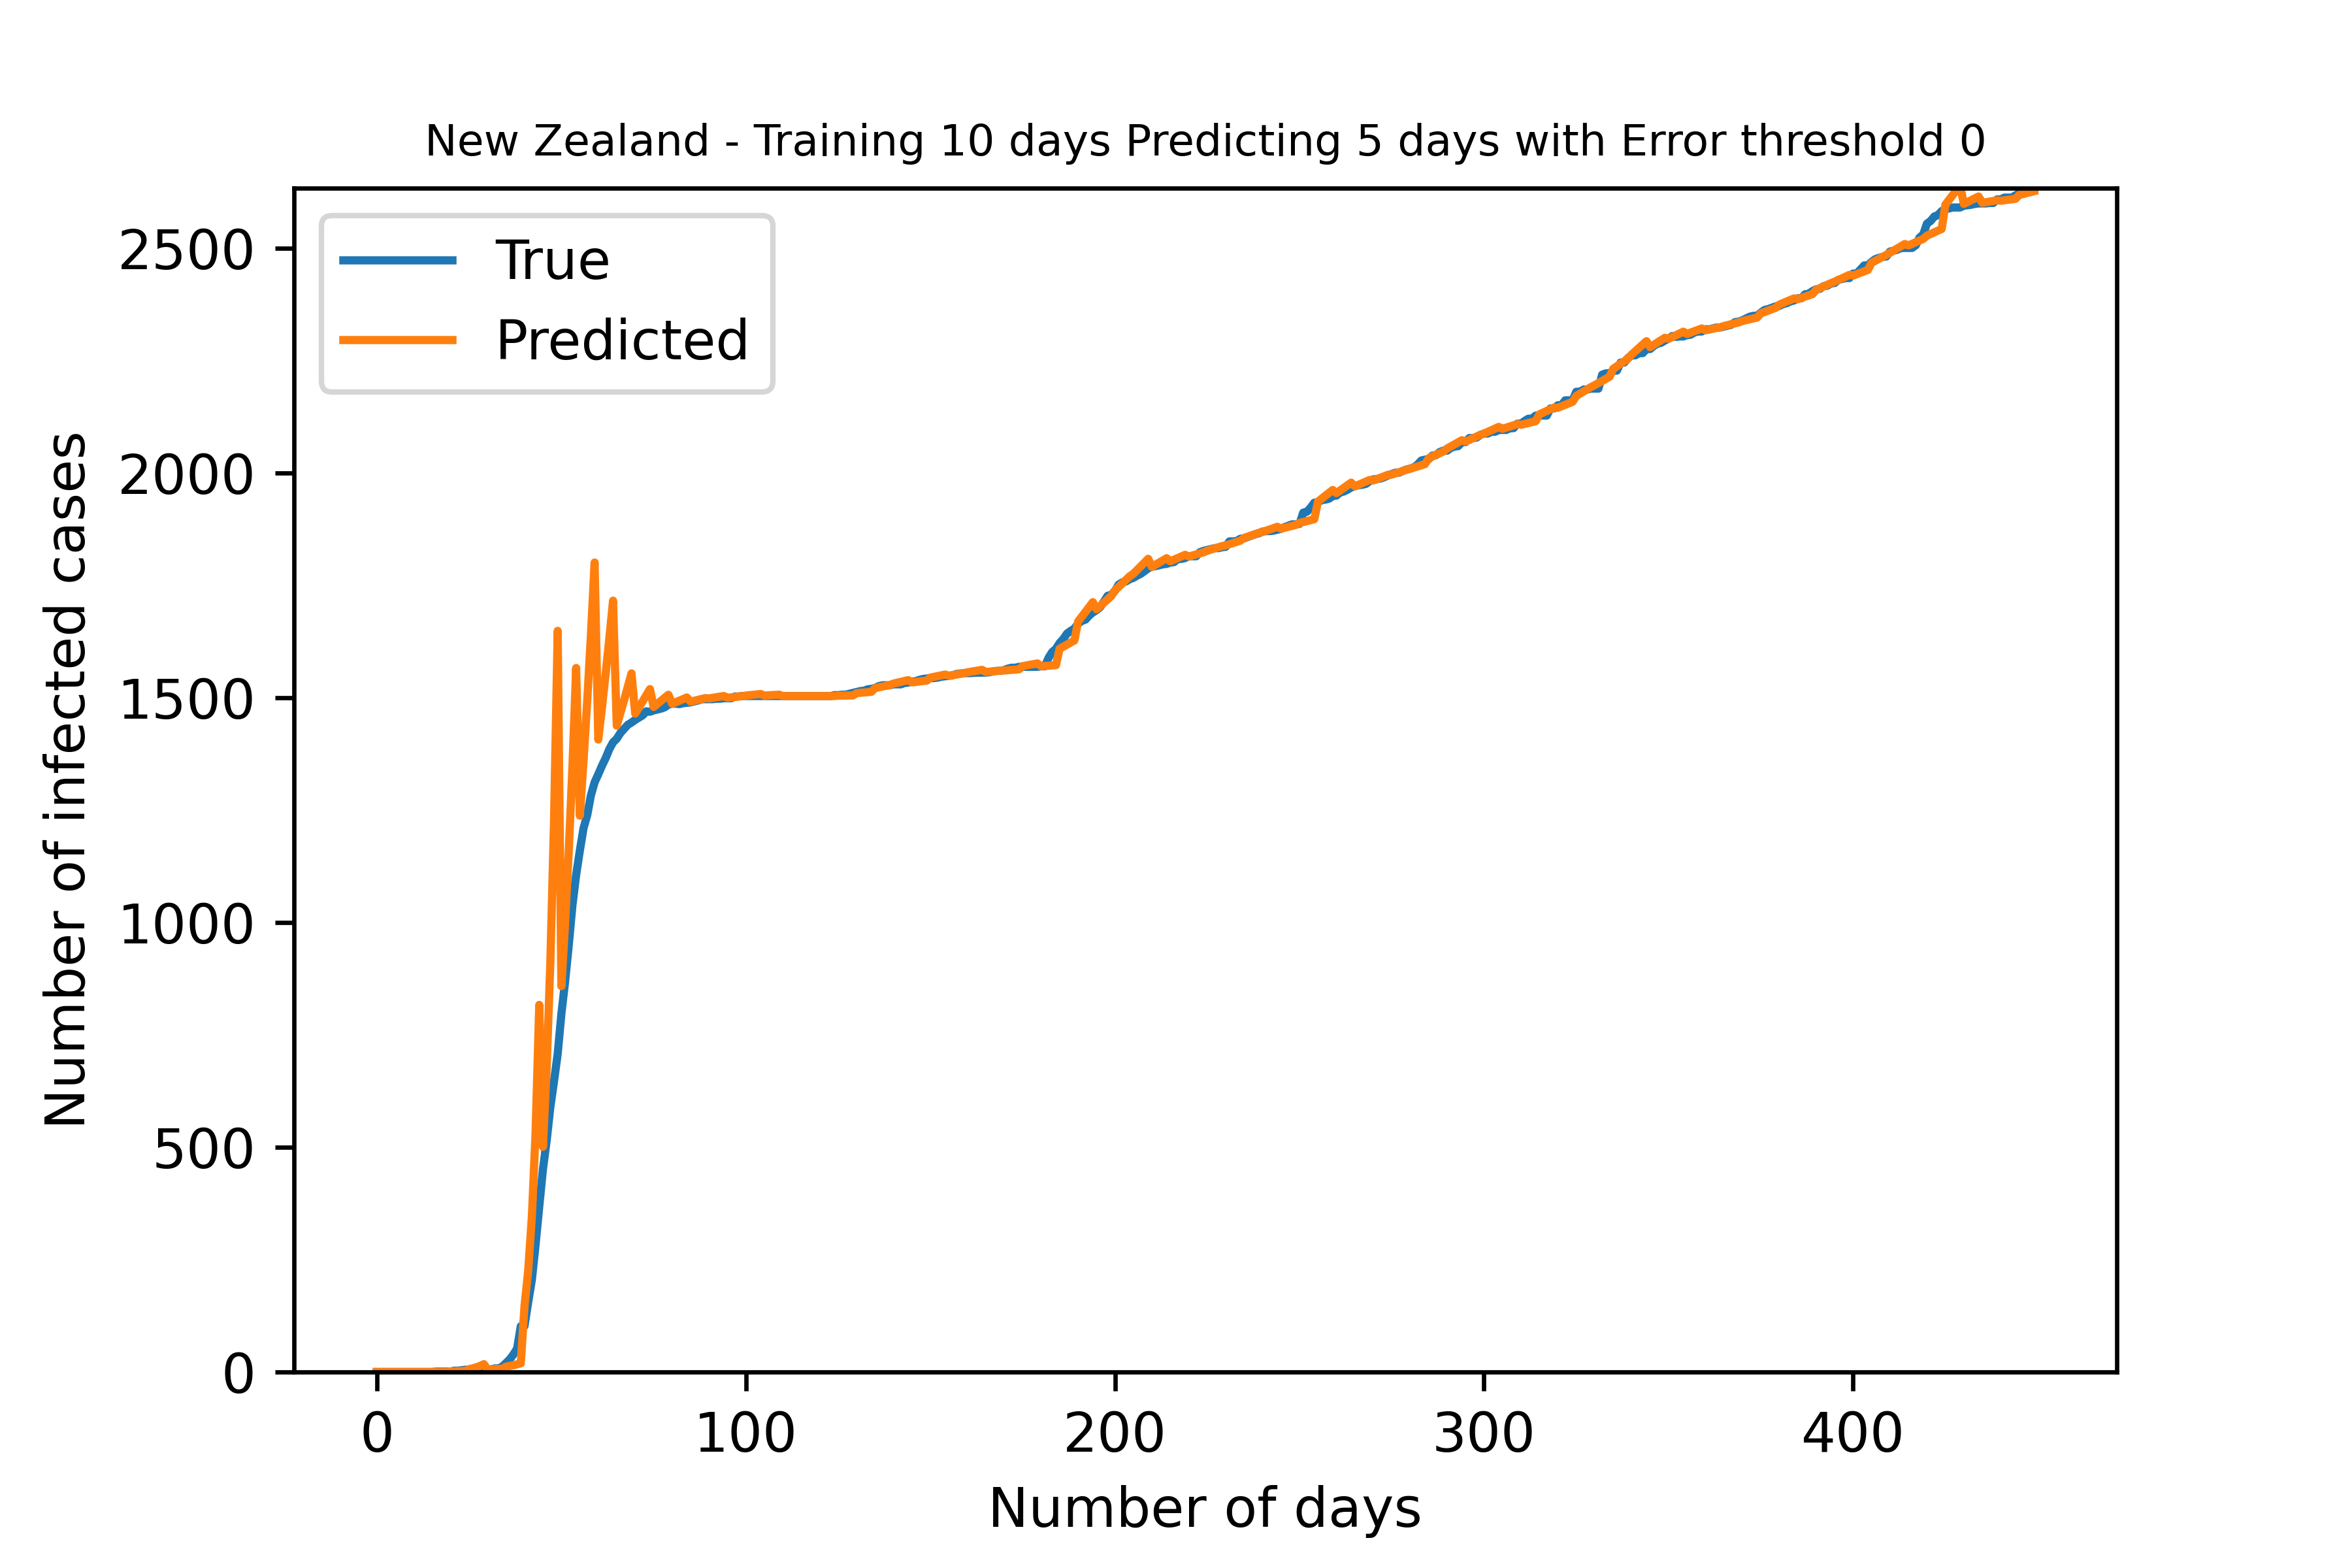 New Zealand - Training 10 days Predicting 5 days with Error threshold 0
True
Predicted
Number of infected cases
2500
2000
1500
1000
500
0
0 100 200 300 400
Number of days